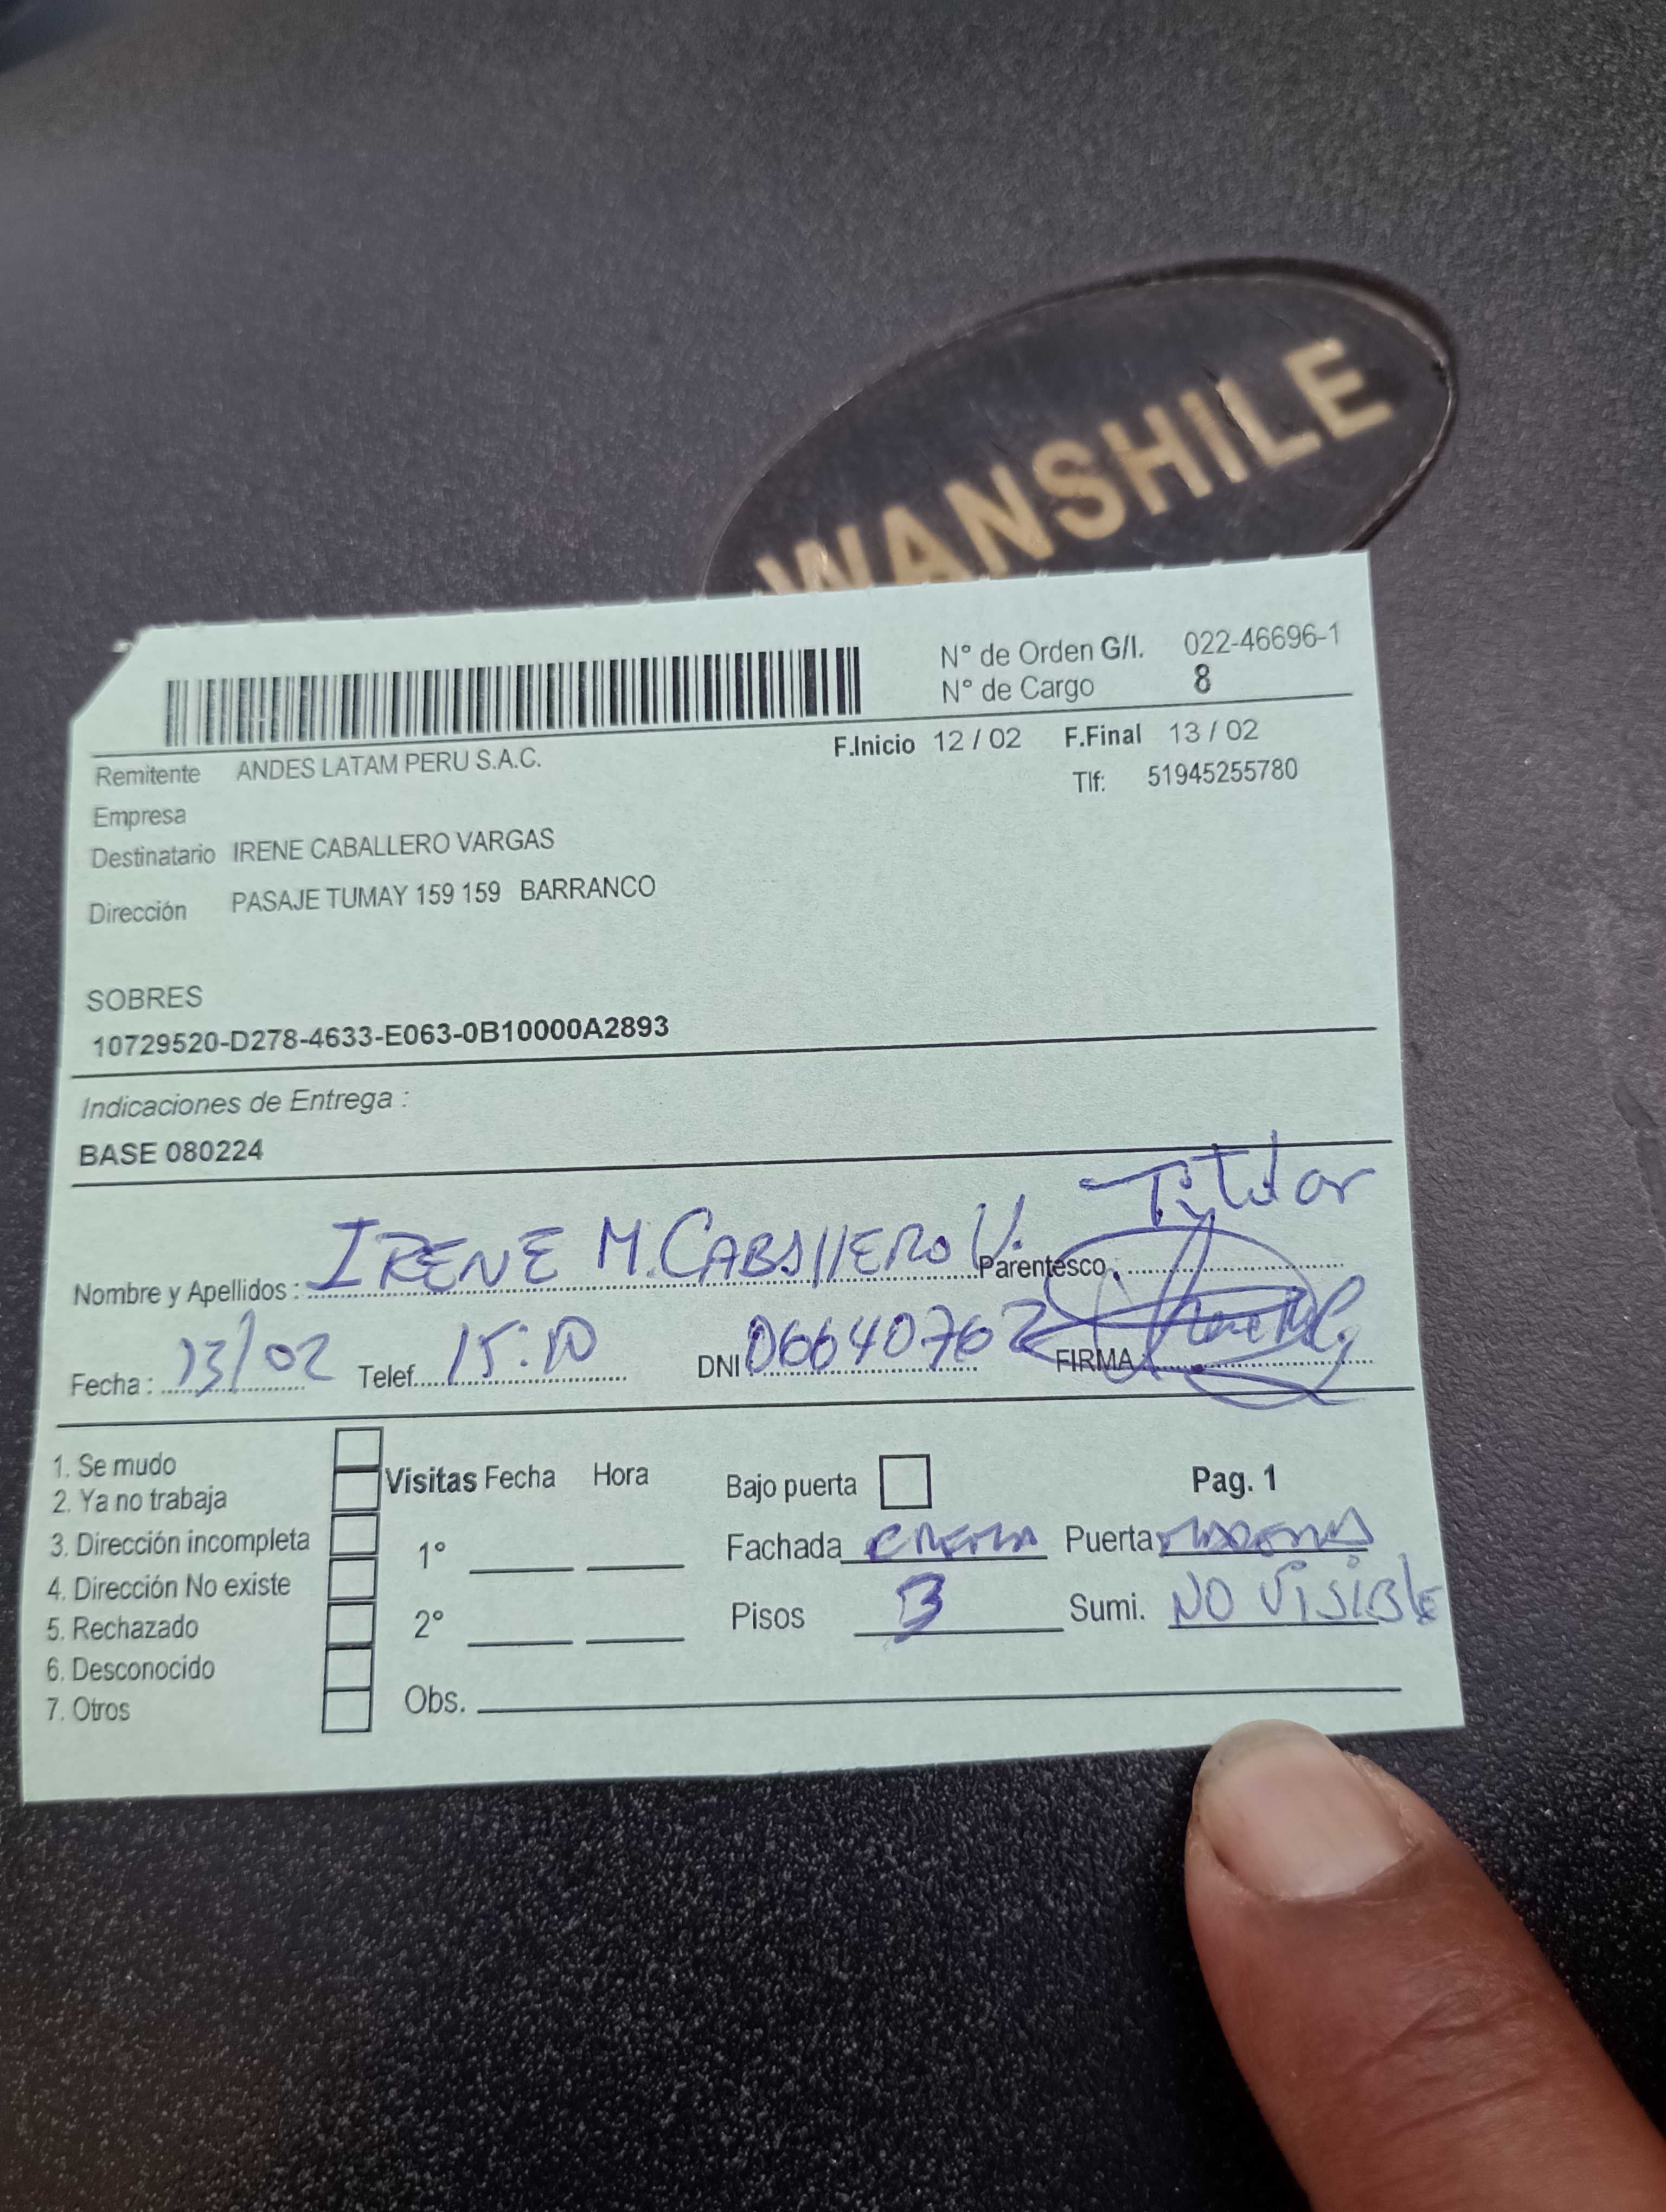 WANSHILE
N° de Orden G/I. 022-46696-1
N° de Cargo 8
F.Inicio 12 / 02 F.Final 13 / 02
Remitente ANDES LATAM PERU S.A.C.
Tlf: 51945255780
Empresa
Destinatario IRENE CABALLERO VARGAS
Dirección PASAJE TUMAY 159 159 BARRANCO
SOBRES
10729520-D278-4633-E063-0B10000A2893
Indicaciones de Entrega :
BASE 080224
Titular
Nombre y Apellidos : IRENE M. CABALLERO V. Parentesco
Fecha : 13/02 Telef. 15:10 DNI 06640762 FIRMA
1. Se mudo
2. Ya no trabaja
3. Dirección incompleta
4. Dirección No existe
5. Rechazado
6. Desconocido
7. Otros
Visitas Fecha Hora
1°
2°
Bajo puerta Pag. 1
Fachada CREMA Puerta MADERA
Pisos 3 Sumi. NO VISIBLE
Obs.